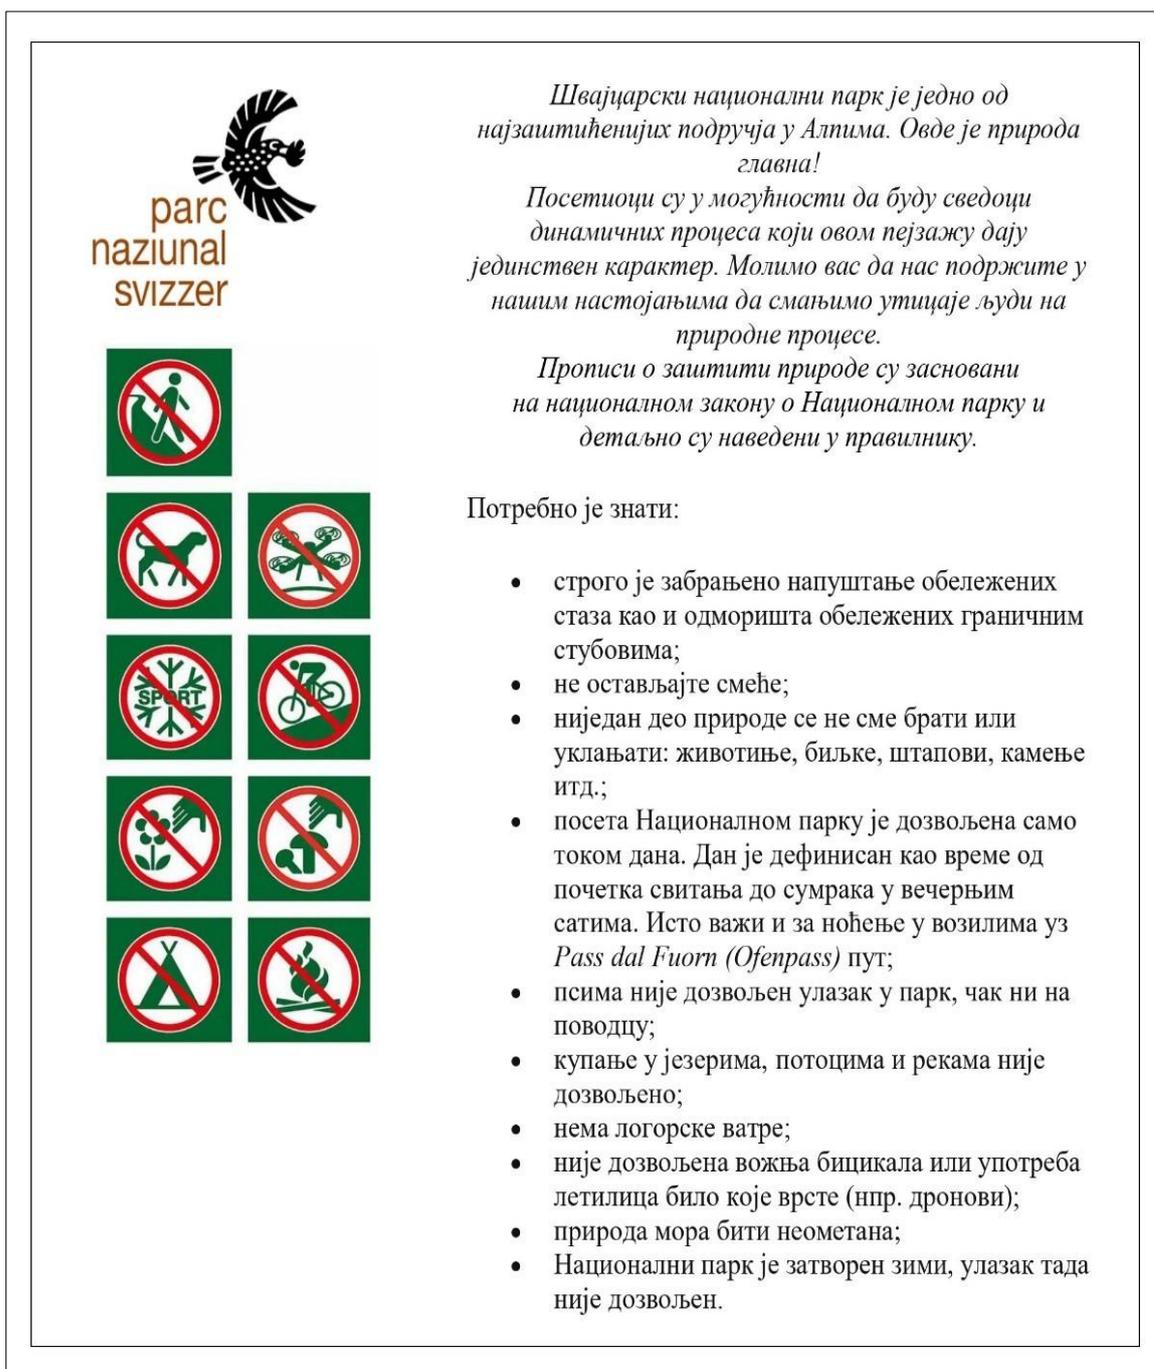 parc
naziunal
svizzer
SPORT
Швајцарски национални парк је једно од
најзаштићенијих подручја у Алпима. Овде је природа
главна!
Посетиоци су у могућности да буду сведоци
динамичних процеса који овом пејзажу дају
јединствен карактер. Молимо вас да нас подржите у
нашим настојањима да смањимо утицаје људи на
природне процесе.
Прописи о заштити природе су засновани
на националном закону о Националном парку и
детаљно су наведени у правилнику.
Потребно је знати:
• строго је забрањено напуштање обележених
стаза као и одморишта обележених граничним
стубовима;
• не остављајте смеће;
• ниједан део природе се не сме брати или
уклањати: животиње, биљке, штапови, камење
итд.;
• посета Националном парку је дозвољена само
током дана. Дан је дефинисан као време од
почетка свитања до сумрака у вечерњим
сатима. Исто важи и за ноћење у возилима уз
Pass dal Fuorn (Ofenpass) пут;
• псима није дозвољен улазак у парк, чак ни на
поводцу;
• купање у језерима, потоцима и рекама није
дозвољено;
• нема логорске ватре;
• није дозвољена вожња бицикала или употреба
летилица било које врсте (нпр. дронови);
• природа мора бити неометана;
• Национални парк је затворен зими, улазак тада
није дозвољен.